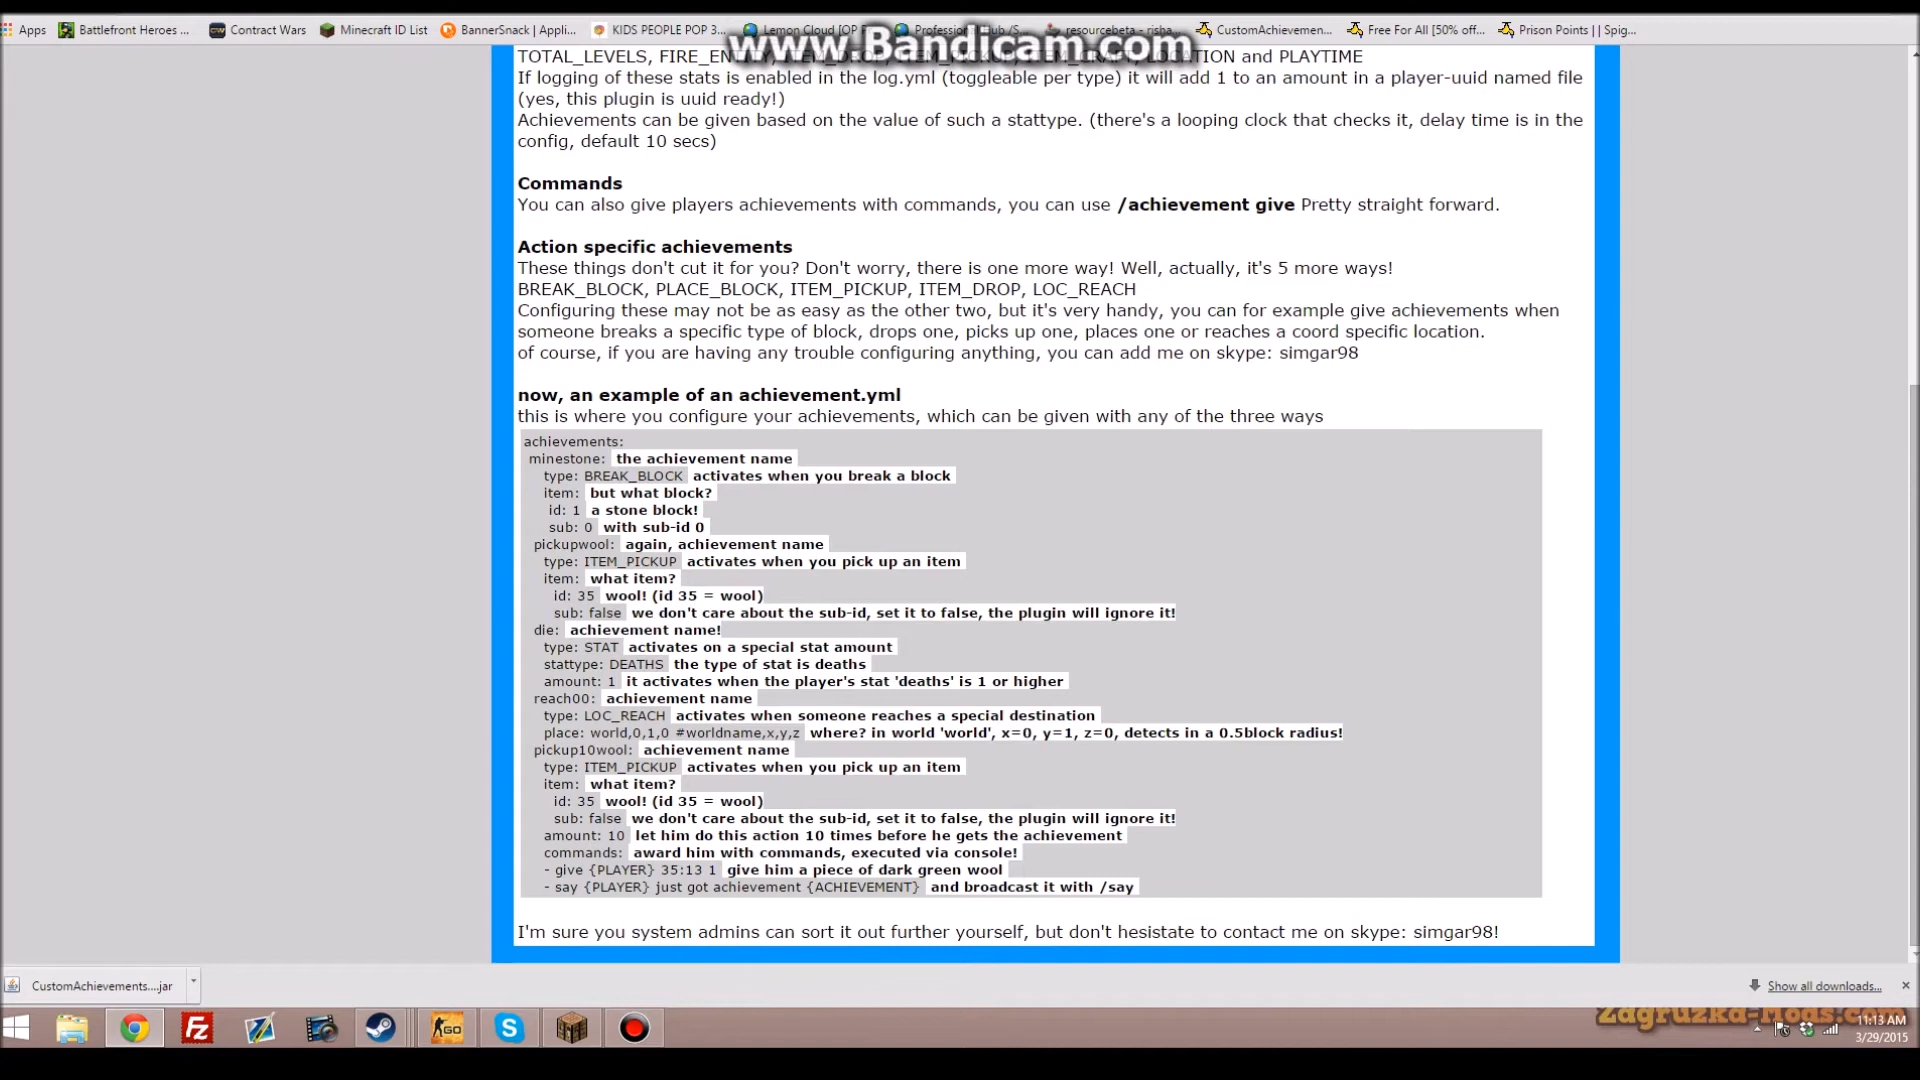 Apps
Battlefront Heroes ...
Contract Wars
Minecraft ID List
BannerSnack | Appli...
KIDS PEOPLE POP 3...
Lemon Cloud [OP
Professional Hub /S...
resourcebeta - risha...
CustomAchievemen...
Free For All [50% off...
Prison Points | | Spig...
www.Bandicam.com
TOTAL_LEVELS, FIRE_ENTITY, ITEM_DROP, ITEM_PICKUP, ITEM_CRAFT, LOCATION and PLAYTIME
If logging of these stats is enabled in the log.yml (toggleable per type) it will add 1 to an amount in a player-uuid named file
(yes, this plugin is uuid ready!)
Achievements can be given based on the value of such a stattype. (there's a looping clock that checks it, delay time is in the
config, default 10 secs)
Commands
You can also give players achievements with commands, you can use /achievement give Pretty straight forward.
Action specific achievements
These things don't cut it for you? Don't worry, there is one more way! Well, actually, it's 5 more ways!
BREAK_BLOCK, PLACE_BLOCK, ITEM_PICKUP, ITEM_DROP, LOC_REACH
Configuring these may not be as easy as the other two, but it's very handy, you can for example give achievements when
someone breaks a specific type of block, drops one, picks up one, places one or reaches a coord specific location.
of course, if you are having any trouble configuring anything, you can add me on skype: simgar98
now, an example of an achievement.yml
this is where you configure your achievements, which can be given with any of the three ways
achievements:
minestone: the achievement name
type: BREAK_BLOCK activates when you break a block
item: but what block?
id: 1 a stone block!
sub: 0 with sub-id 0
pickupwool: again, achievement name
type: ITEM_PICKUP activates when you pick up an item
item: what item?
id: 35 wool! (id 35 = wool)
sub: false we don't care about the sub-id, set it to false, the plugin will ignore it!
die: achievement name!
type: STAT activates on a special stat amount
stattype: DEATHS the type of stat is deaths
amount: 1 it activates when the player's stat 'deaths' is 1 or higher
reach00: achievement name
type: LOC_REACH activates when someone reaches a special destination
place: world,0,1,0 #worldname,x,y,z where? in world 'world', x=0, y=1, z=0, detects in a 0.5block radius!
pickup10wool: achievement name
type: ITEM_PICKUP activates when you pick up an item
item: what item?
id: 35 wool! (id 35 = wool)
sub: false we don't care about the sub-id, set it to false, the plugin will ignore it!
amount: 10 let him do this action 10 times before he gets the achievement
commands: award him with commands, executed via console!
- give {PLAYER} 35:13 1 give him a piece of dark green wool
- say {PLAYER} just got achievement {ACHIEVEMENT} and broadcast it with /say
I'm sure you system admins can sort it out further yourself, but don't hesistate to contact me on skype: simgar98!
CustomAchievements....jar
Show all downloads...
Zagruzka-Mods.com
11:13 AM
3/29/2015